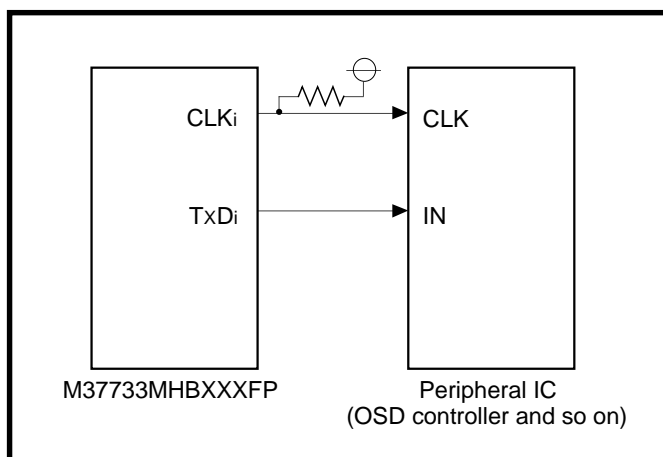 CLKi
CLK
TxDi
IN
M37733MHBXXXFP
Peripheral IC
(OSD controller and so on)